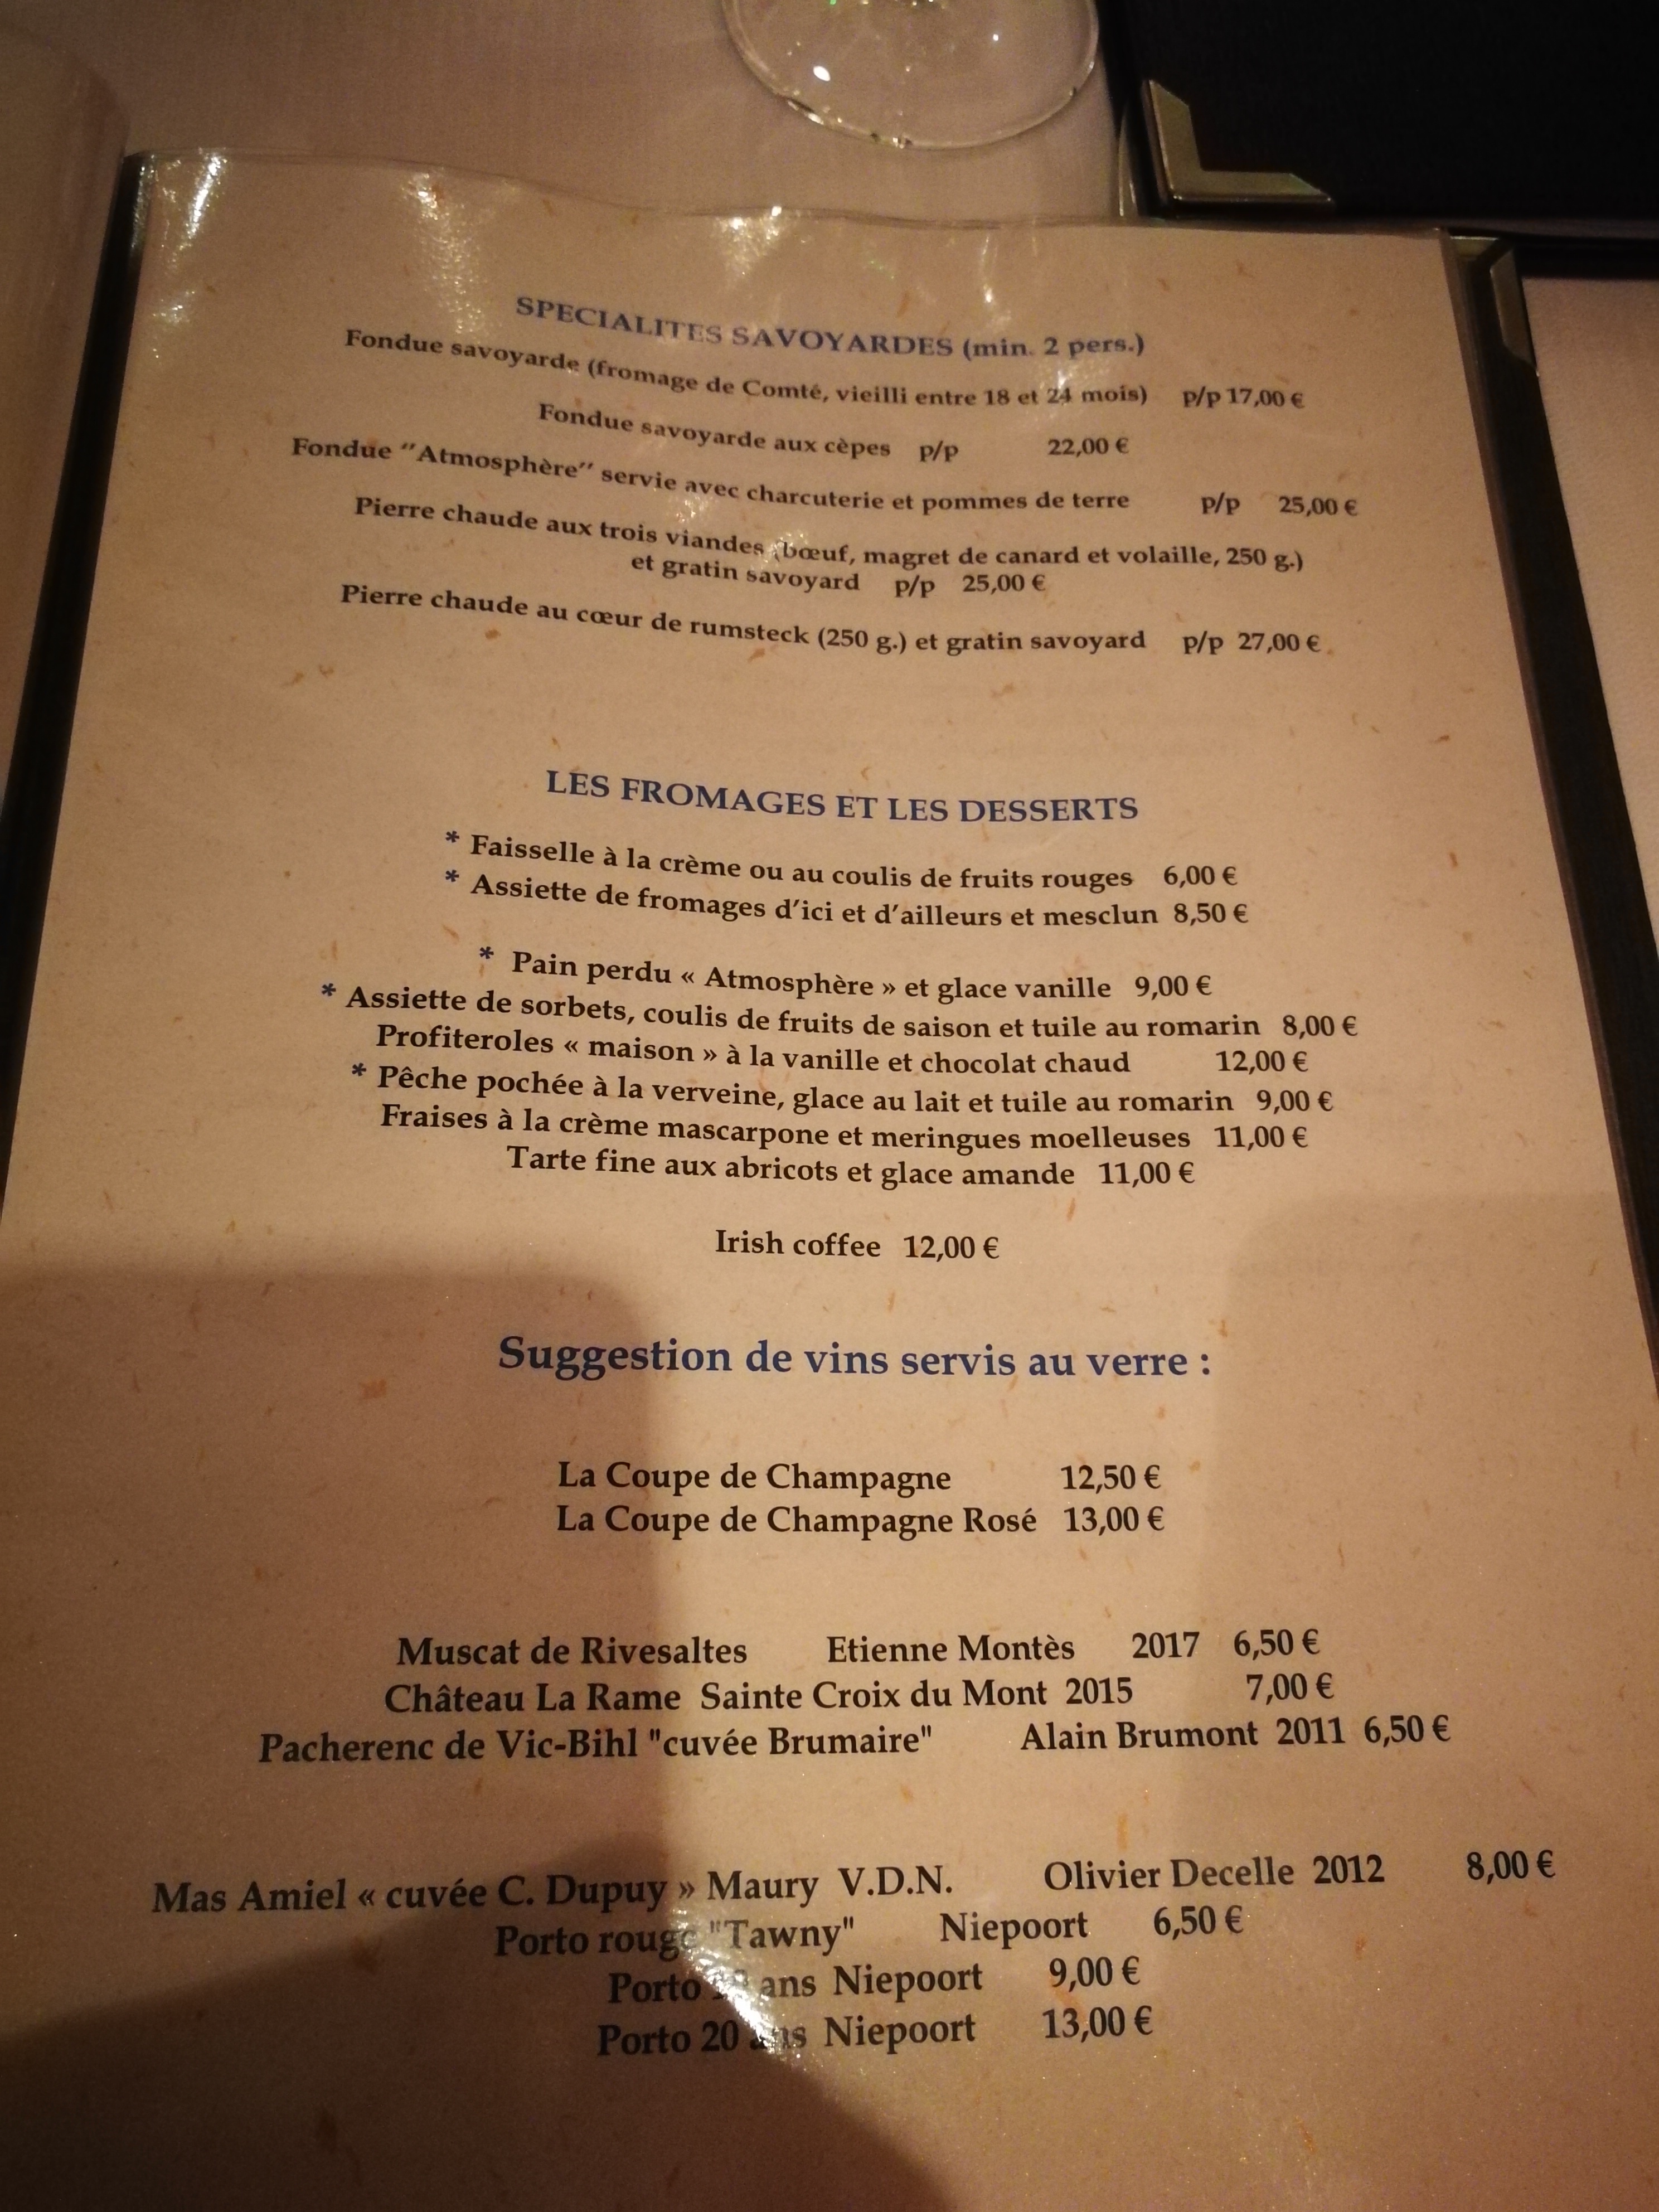 SPECIALITES SAVOYARDES (min. 2 pers.)
Fondue savoyarde (fromage de Comté, vieilli entre 18 et 24 mois) p/p 17,00 €
Fondue savoyarde aux cèpes p/p 22,00 €
Fondue "Atmosphère" servie avec charcuterie et pommes de terre p/p 25,00 €
Pierre chaude aux trois viandes (bœuf, magret de canard et volaille, 250 g.)
et gratin savoyard p/p 25,00 €
Pierre chaude au cœur de rumsteck (250 g.) et gratin savoyard p/p 27,00 €
LES FROMAGES ET LES DESSERTS
* Faisselle à la crème ou au coulis de fruits rouges 6,00 €
* Assiette de fromages d'ici et d'ailleurs et mesclun 8,50 €
* Pain perdu « Atmosphère » et glace vanille 9,00 €
* Assiette de sorbets, coulis de fruits de saison et tuile au romarin 8,00 €
Profiteroles « maison » à la vanille et chocolat chaud 12,00 €
* Pêche pochée à la verveine, glace au lait et tuile au romarin 9,00 €
Fraises à la crème mascarpone et meringues moelleuses 11,00 €
Tarte fine aux abricots et glace amande 11,00 €
Irish coffee 12,00 €
Suggestion de vins servis au verre :
La Coupe de Champagne 12,50 €
La Coupe de Champagne Rosé 13,00 €
Muscat de Rivesaltes Etienne Montès 2017 6,50 €
Château La Rame Sainte Croix du Mont 2015 7,00 €
Pacherenc de Vic-Bihl "cuvée Brumaire" Alain Brumont 2011 6,50 €
Mas Amiel « cuvée C. Dupuy » Maury V.D.N. Olivier Decelle 2012 8,00 €
Porto rouge "Tawny" Niepoort 6,50 €
Porto ans Niepoort 9,00 €
Porto 20 ans Niepoort 13,00 €